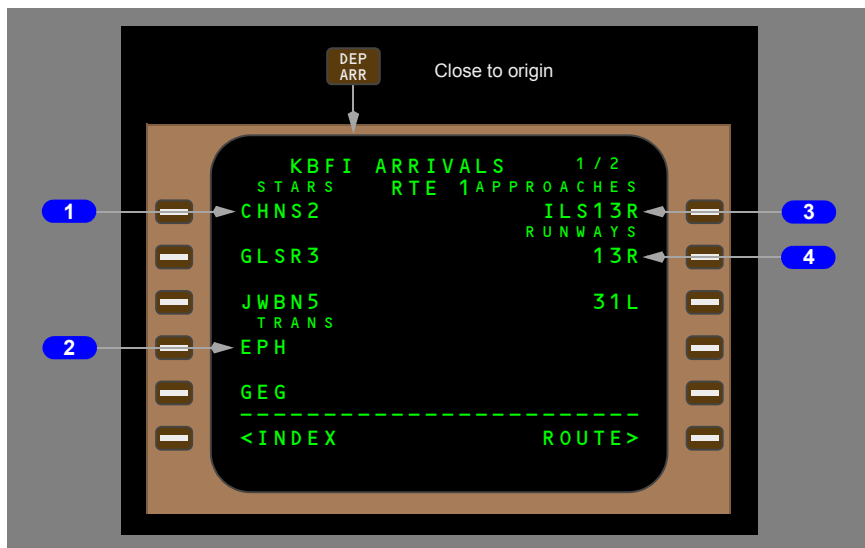 DEP
ARR
Close to origin
KBFI ARRIVALS 1/2
STARS RTE 1 APPROACHES
1 CHNS2 ILS13R 3
RUNWAYS
GLSR3 13R 4
JWBN5 31L
TRANS
2 EPH
GEG
--------------------------
<INDEX ROUTE>